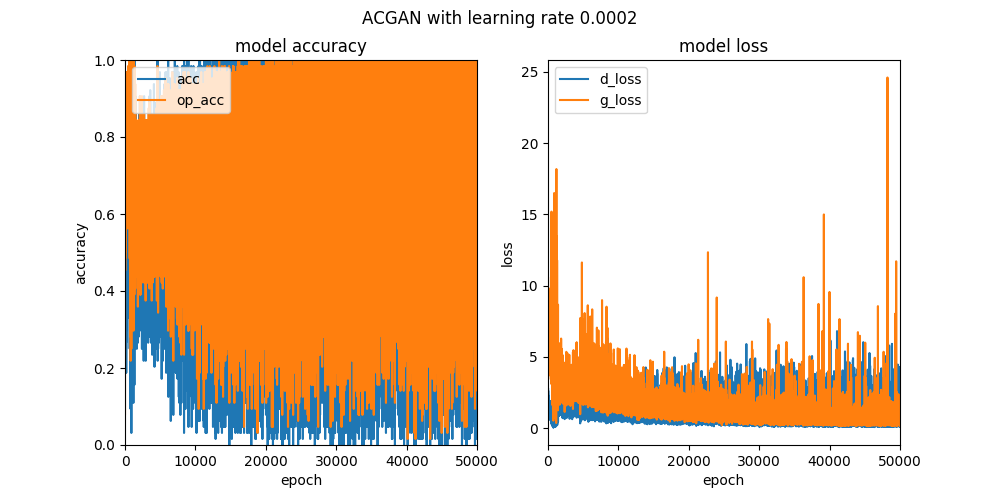 ACGAN with learning rate 0.0002
model accuracy
acc
op_acc
accuracy
1.0
0.8
0.6
0.4
0.2
0.0
0 10000 20000 30000 40000 50000
epoch
model loss
d_loss
g_loss
loss
25
20
15
10
5
0
0 10000 20000 30000 40000 50000
epoch